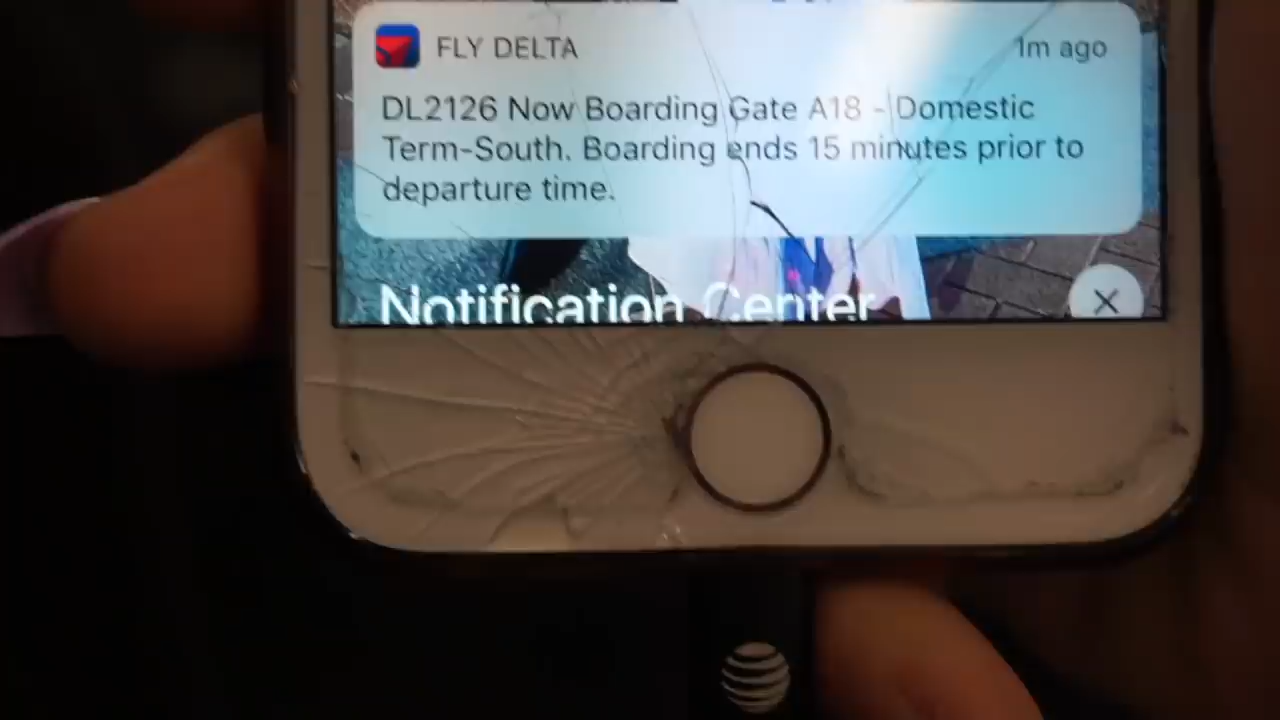 FLY DELTA
1m ago
DL2126 Now Boarding Gate A18 - Domestic
Term-South. Boarding ends 15 minutes prior to
departure time.
Notification Center